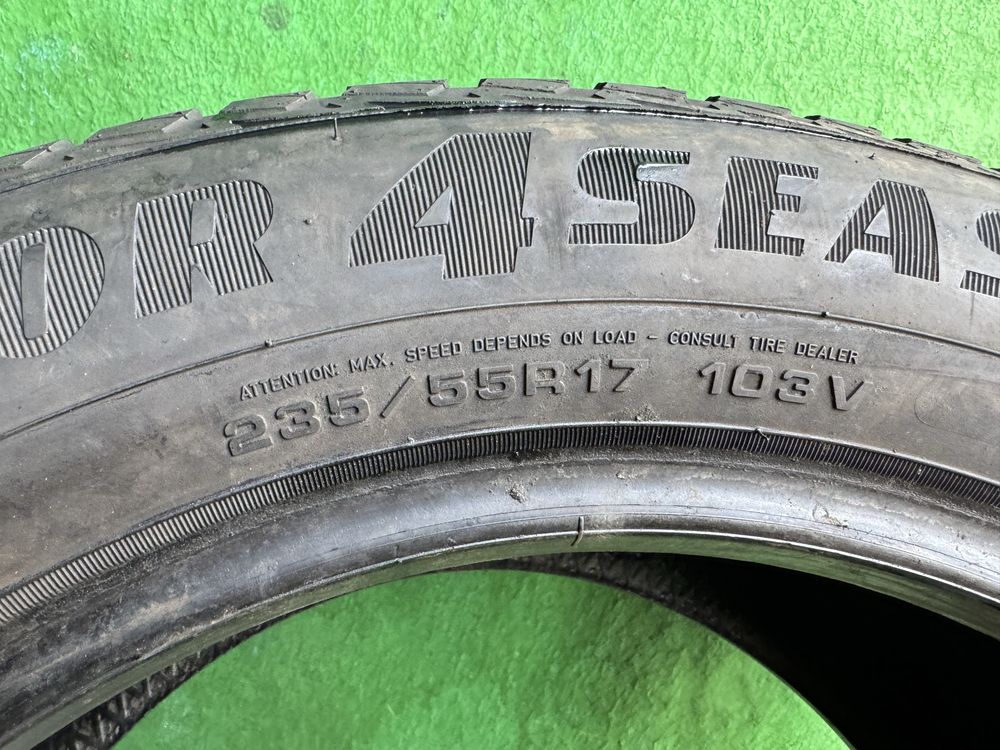 OR 4SEAS
ATTENTION: MAX. SPEED DEPENDS ON LOAD - CONSULT TIRE DEALER
235/55R17 103V